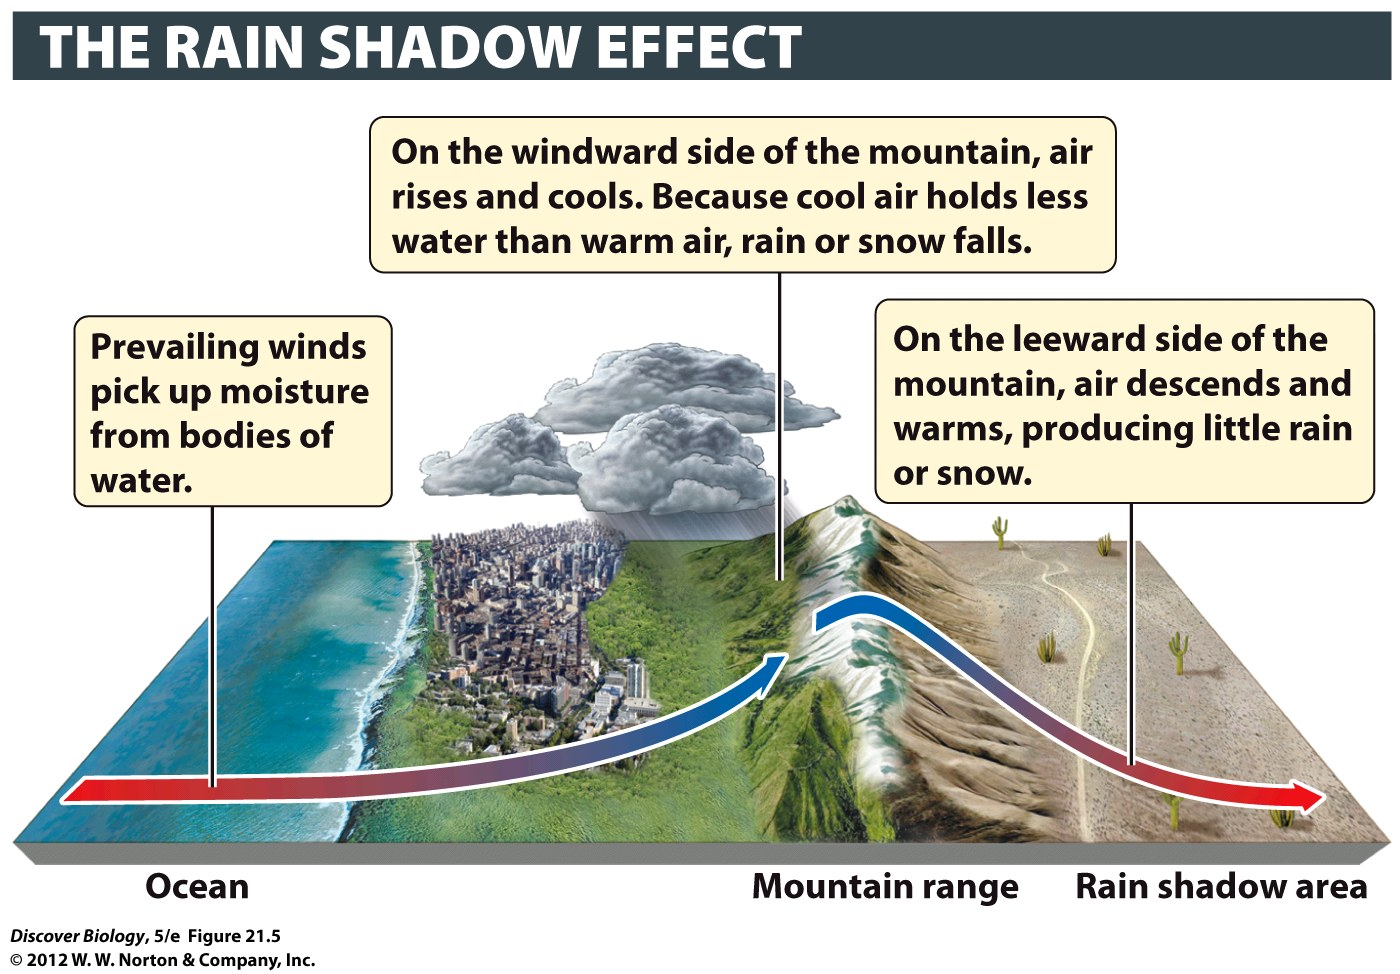 THE RAIN SHADOW EFFECT
On the windward side of the mountain, air
rises and cools. Because cool air holds less
water than warm air, rain or snow falls.
Prevailing winds
pick up moisture
from bodies of
water.
On the leeward side of the
mountain, air descends and
warms, producing little rain
or snow.
Ocean
Mountain range
Rain shadow area
Discover Biology, 5/e Figure 21.5
© 2012 W. W. Norton & Company, Inc.